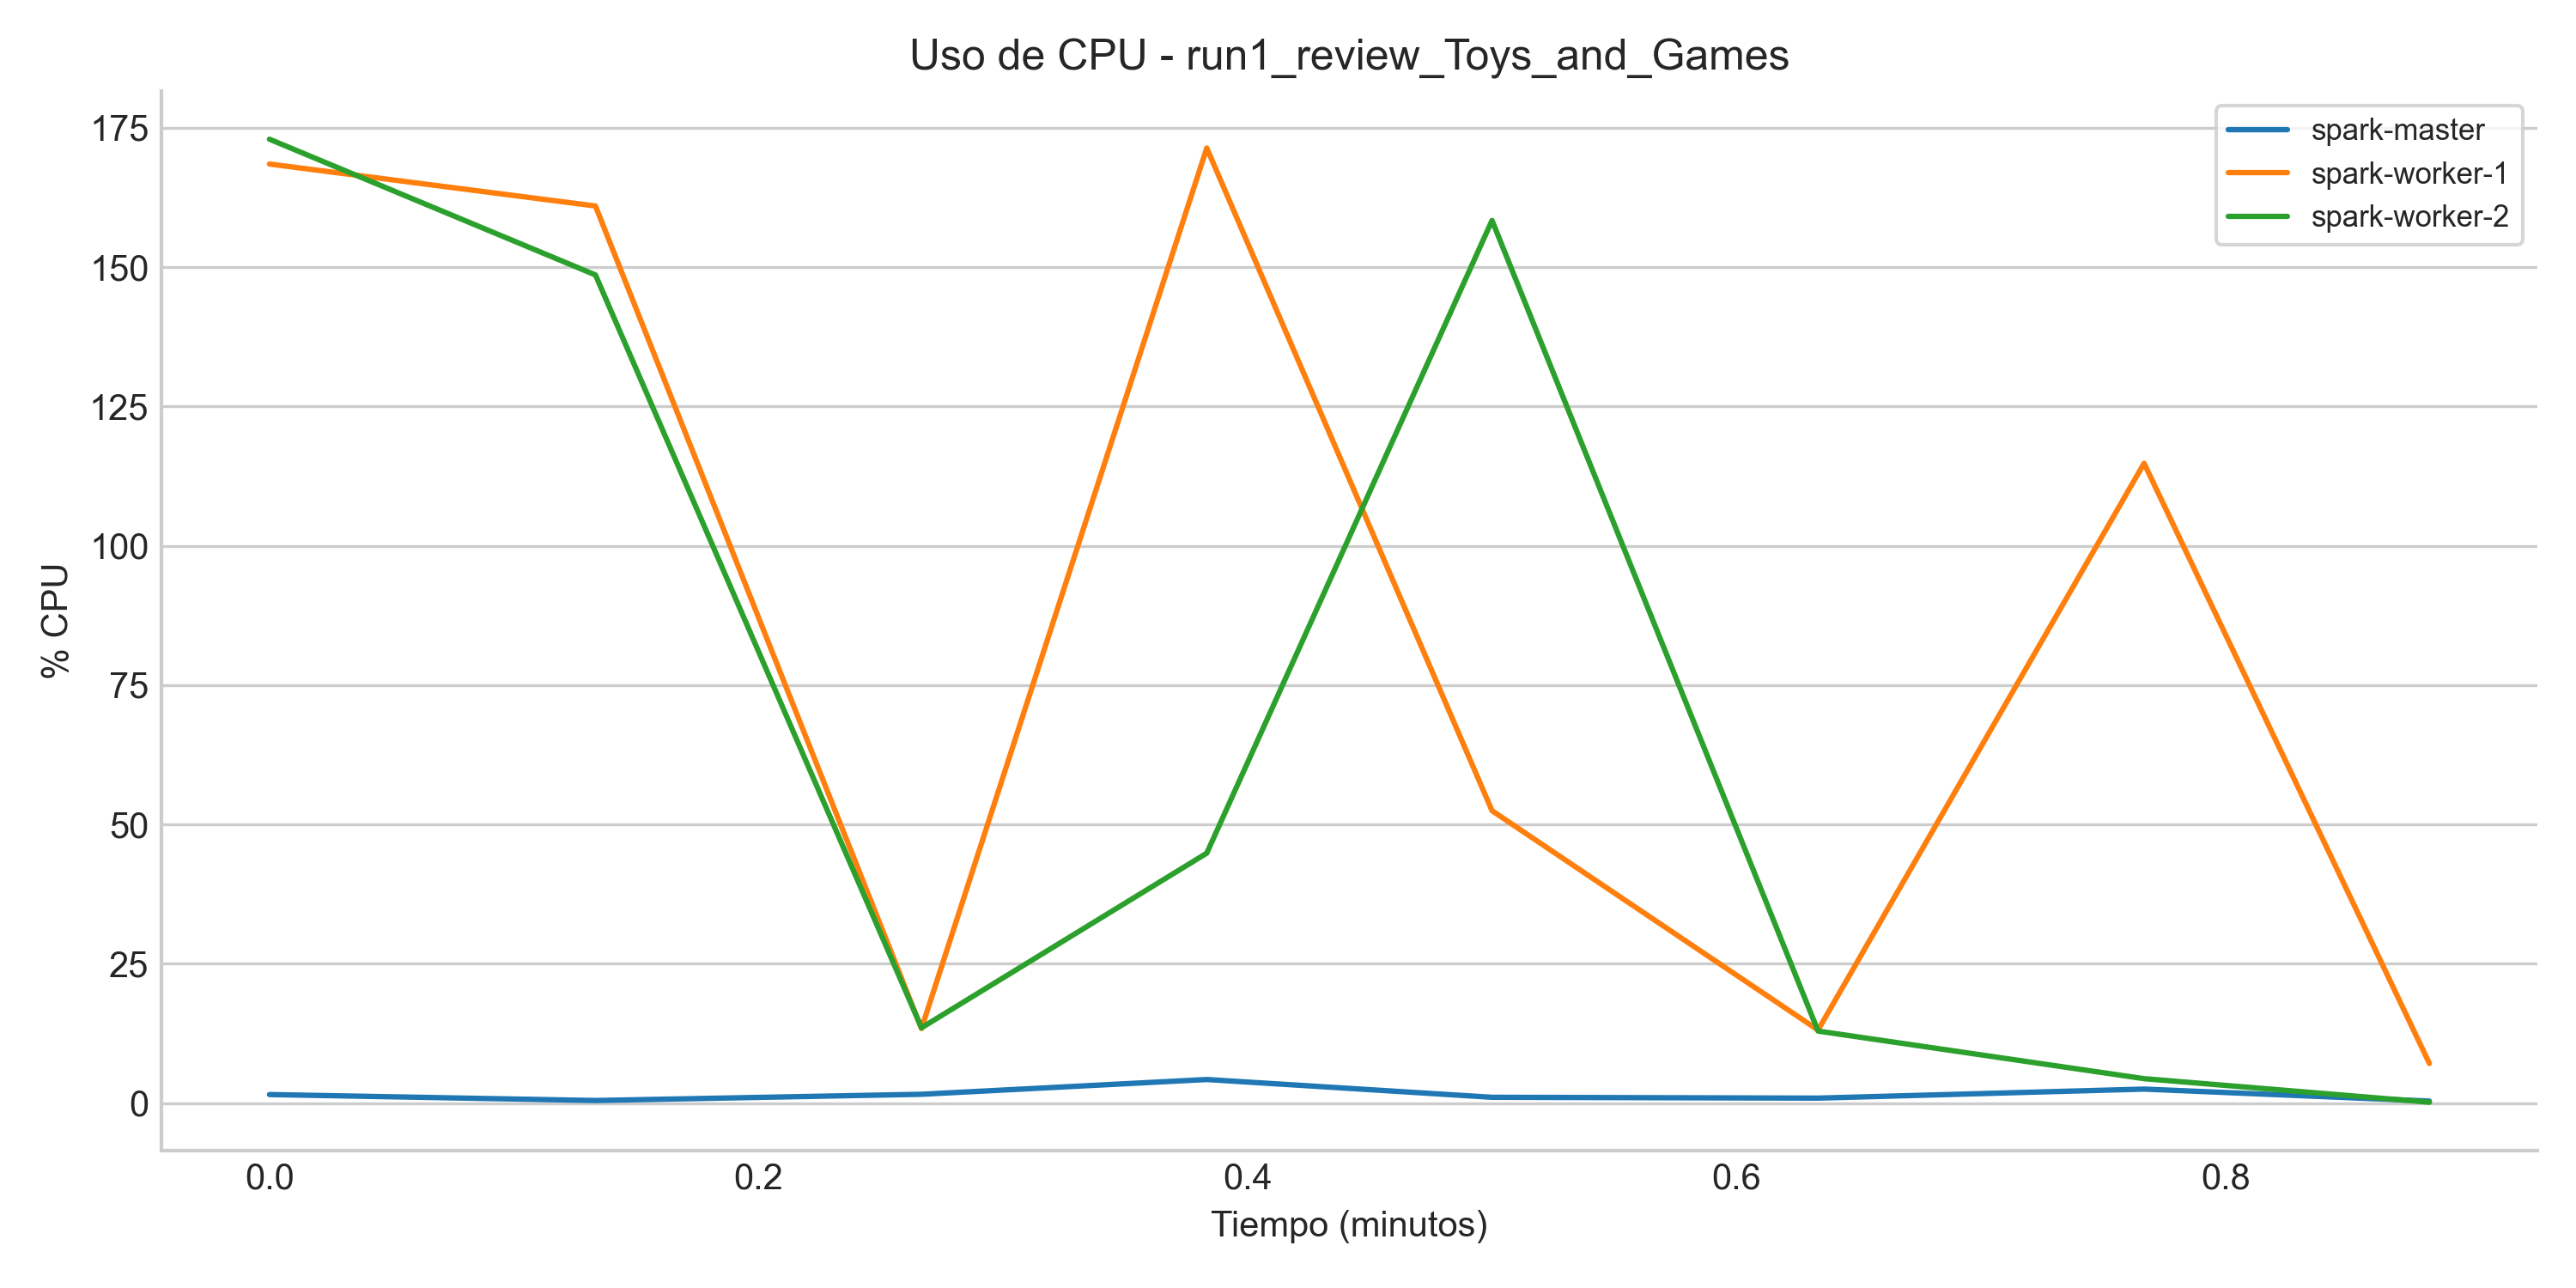 Uso de CPU - run1_review_Toys_and_Games
175
150
125
100
75
50
25
0
% CPU
spark-master
spark-worker-1
spark-worker-2
0.0 0.2 0.4 0.6 0.8
Tiempo (minutos)